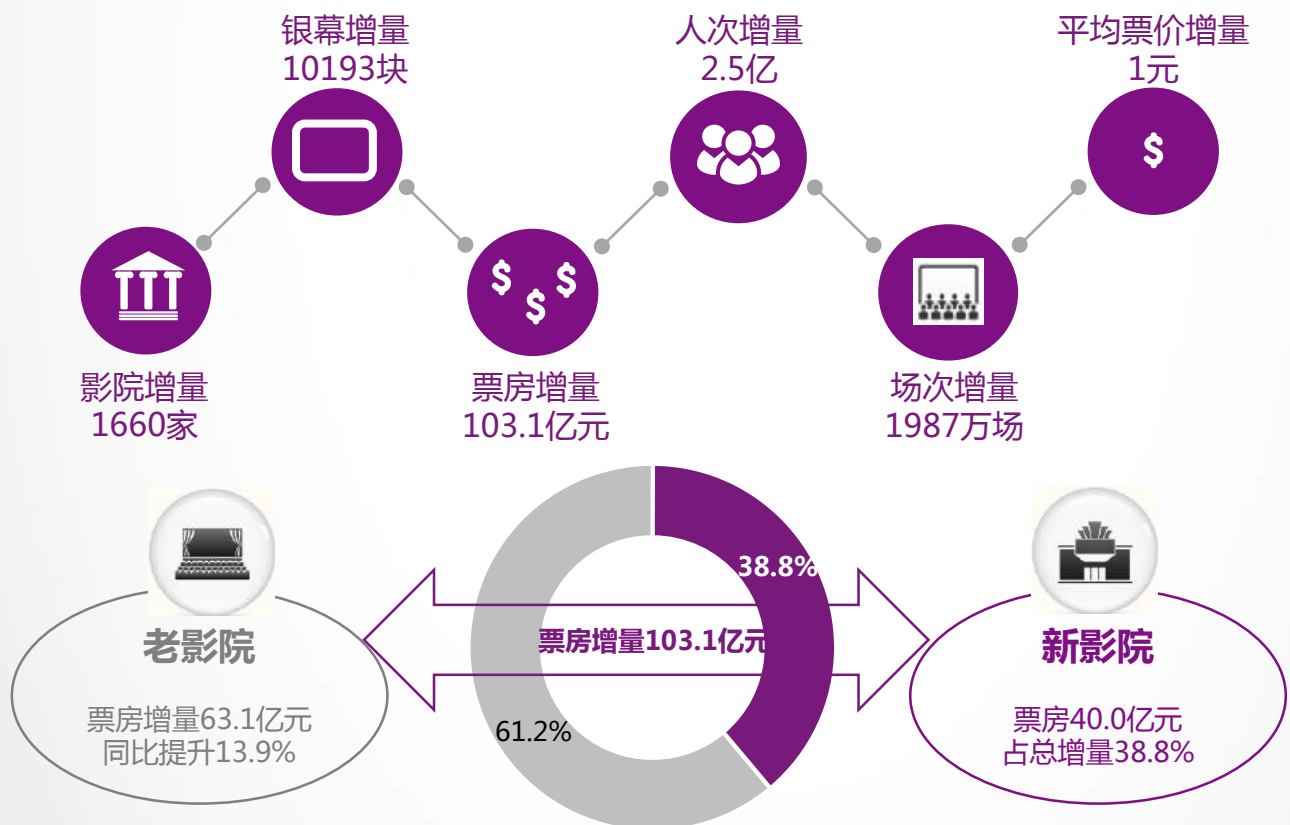 银幕增量
10193块
人次增量
2.5亿
平均票价增量
1元
$
$ $ $
影院增量
1660家
票房增量
103.1亿元
场次增量
1987万场
38.8%
老影院
票房增量103.1亿元
新影院
票房增量63.1亿元
同比提升13.9%
61.2%
票房40.0亿元
占总增量38.8%